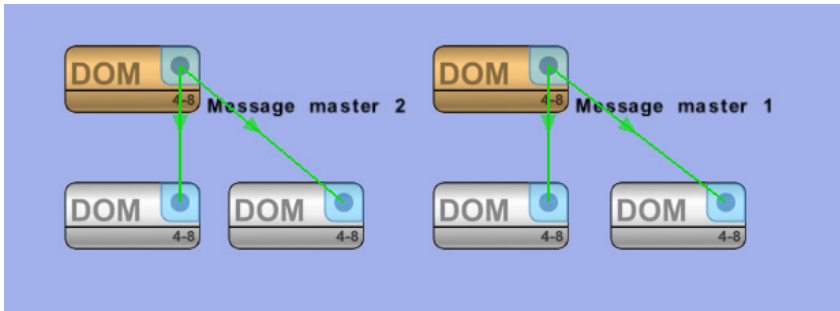 DOM DOM
4-8 Message master 2 4-8 Message master 1
DOM DOM DOM DOM
4-8 4-8 4-8 4-8